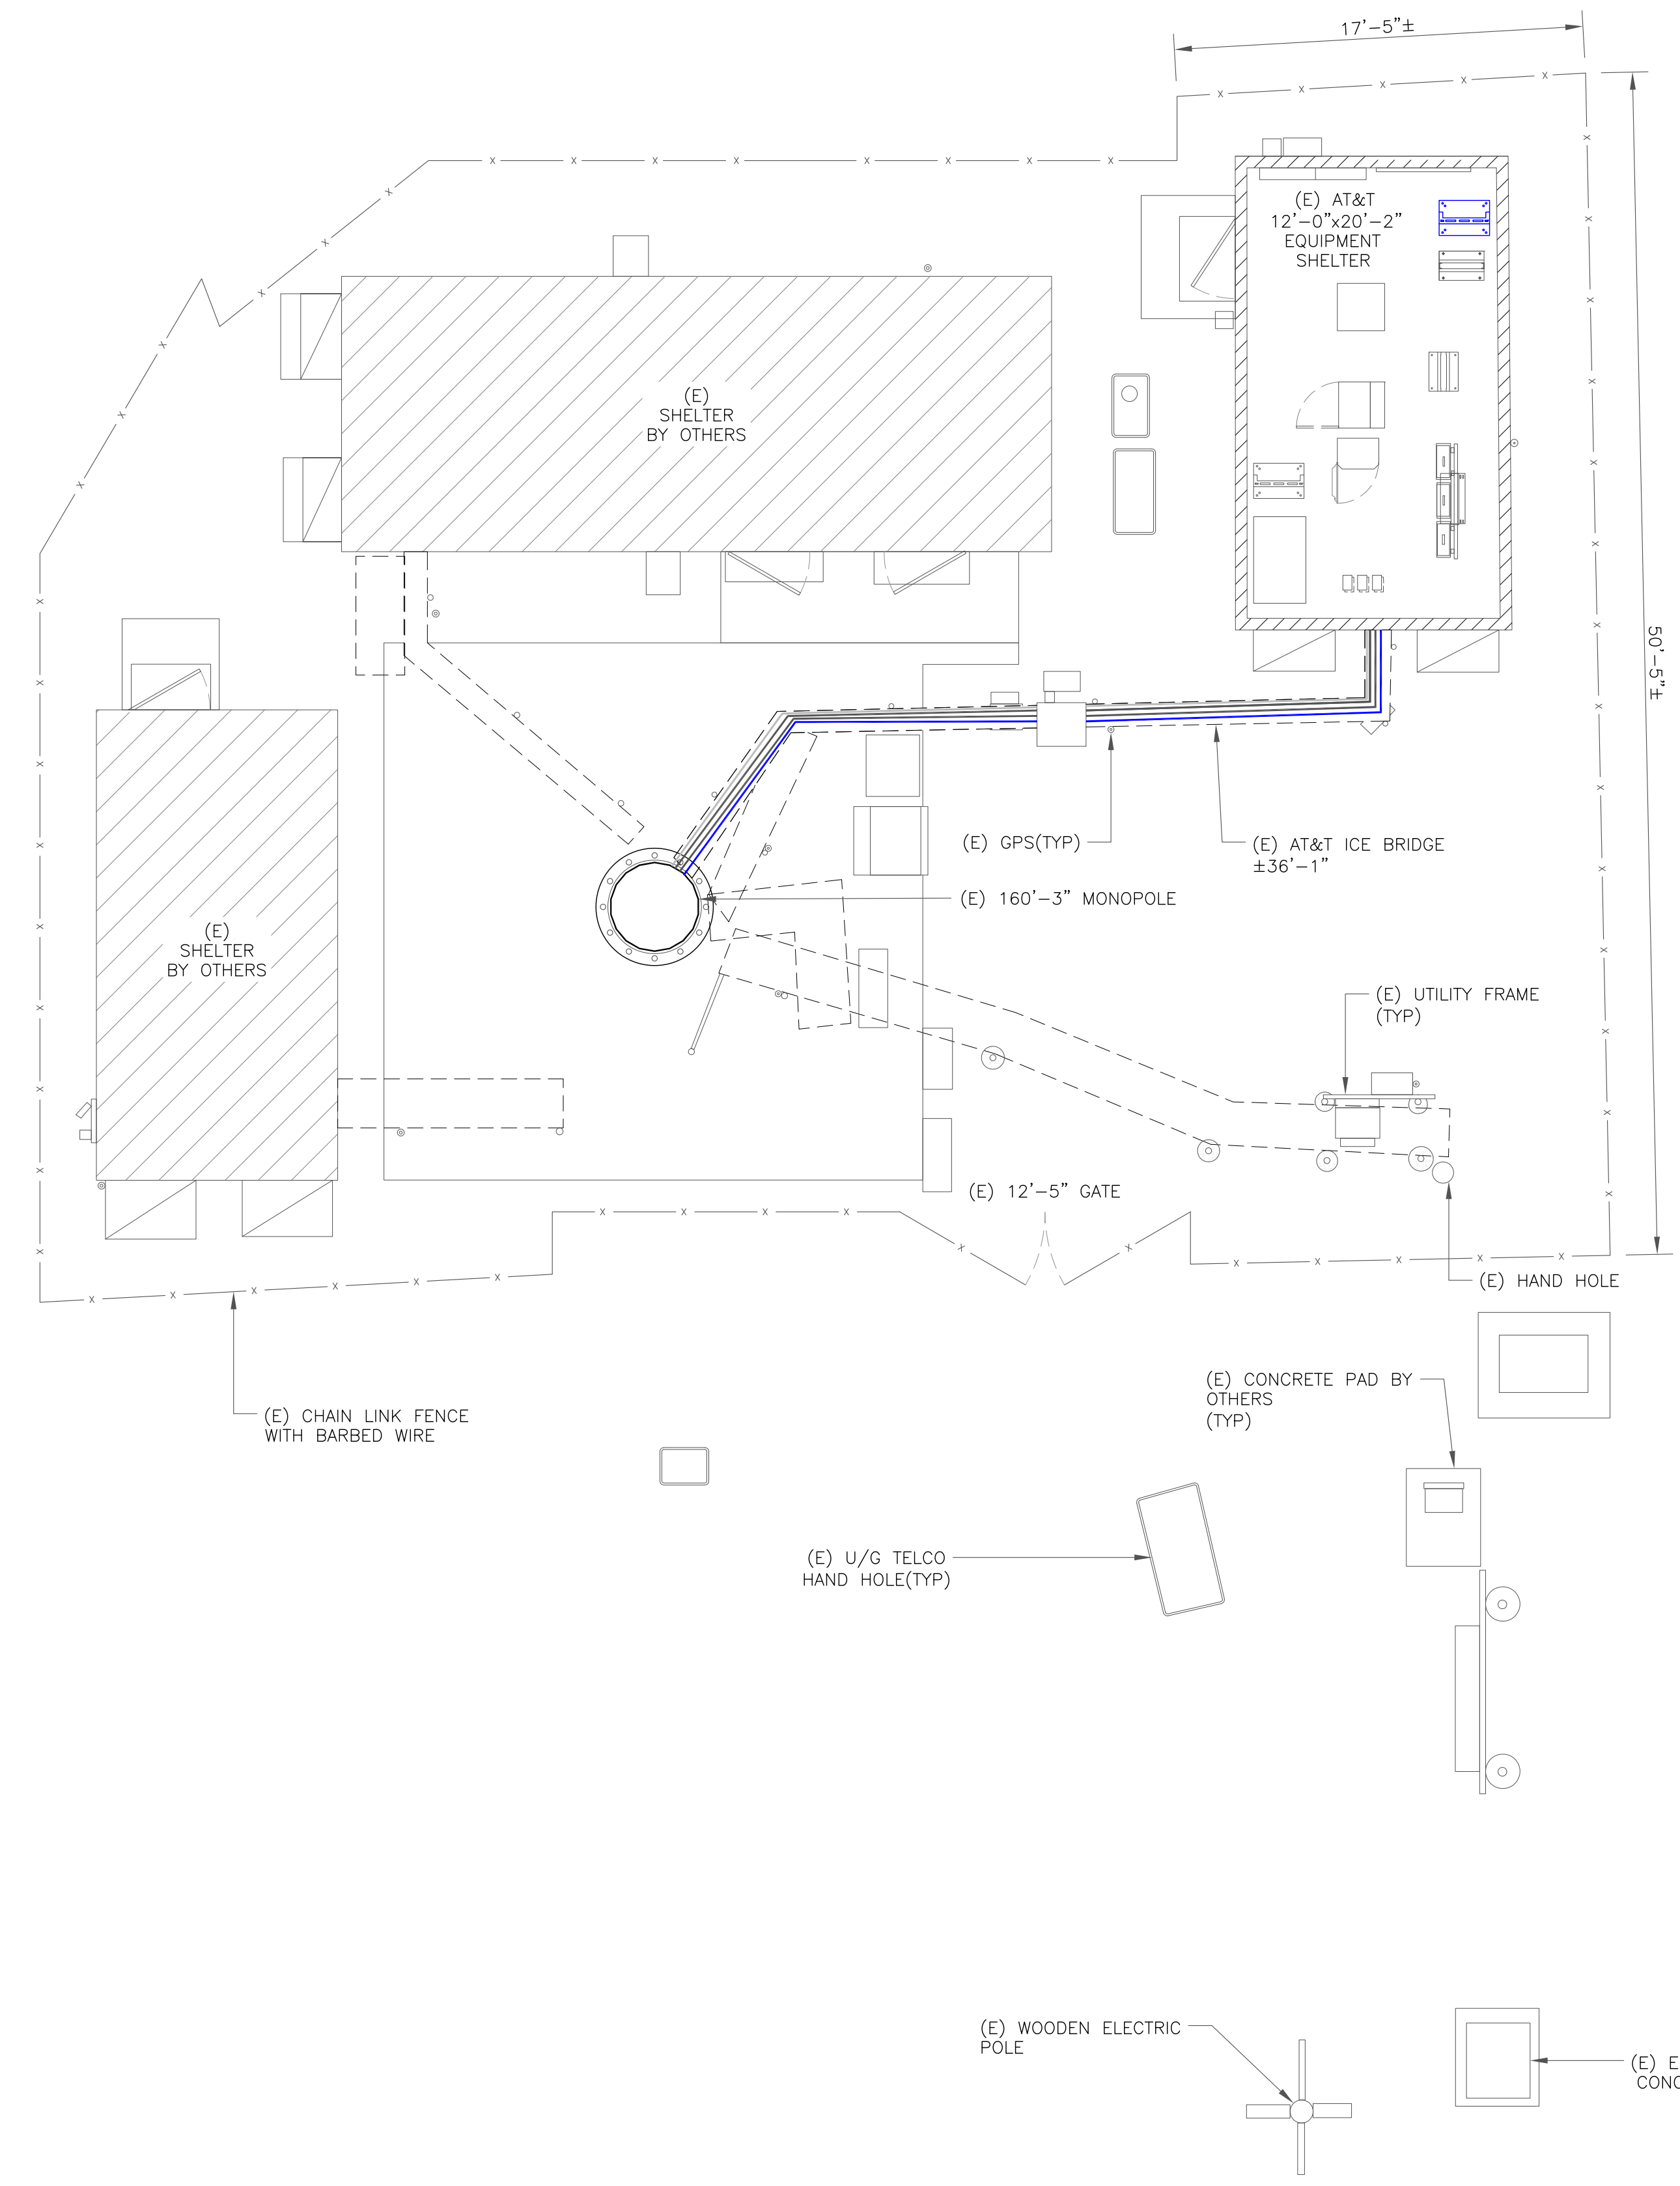 17'-5"±
(E) AT&T
12'-0"x20'-2"
EQUIPMENT
SHELTER
(E)
SHELTER
BY OTHERS
50'-5"±
(E) GPS(TYP)
(E) AT&T ICE BRIDGE
±36'-1"
(E) 160'-3" MONOPOLE
(E)
SHELTER
BY OTHERS
(E) UTILITY FRAME
(TYP)
(E) 12'-5" GATE
(E) HAND HOLE
(E) CHAIN LINK FENCE
WITH BARBED WIRE
(E) CONCRETE PAD BY
OTHERS
(TYP)
(E) U/G TELCO
HAND HOLE(TYP)
(E) WOODEN ELECTRIC
POLE
(E)